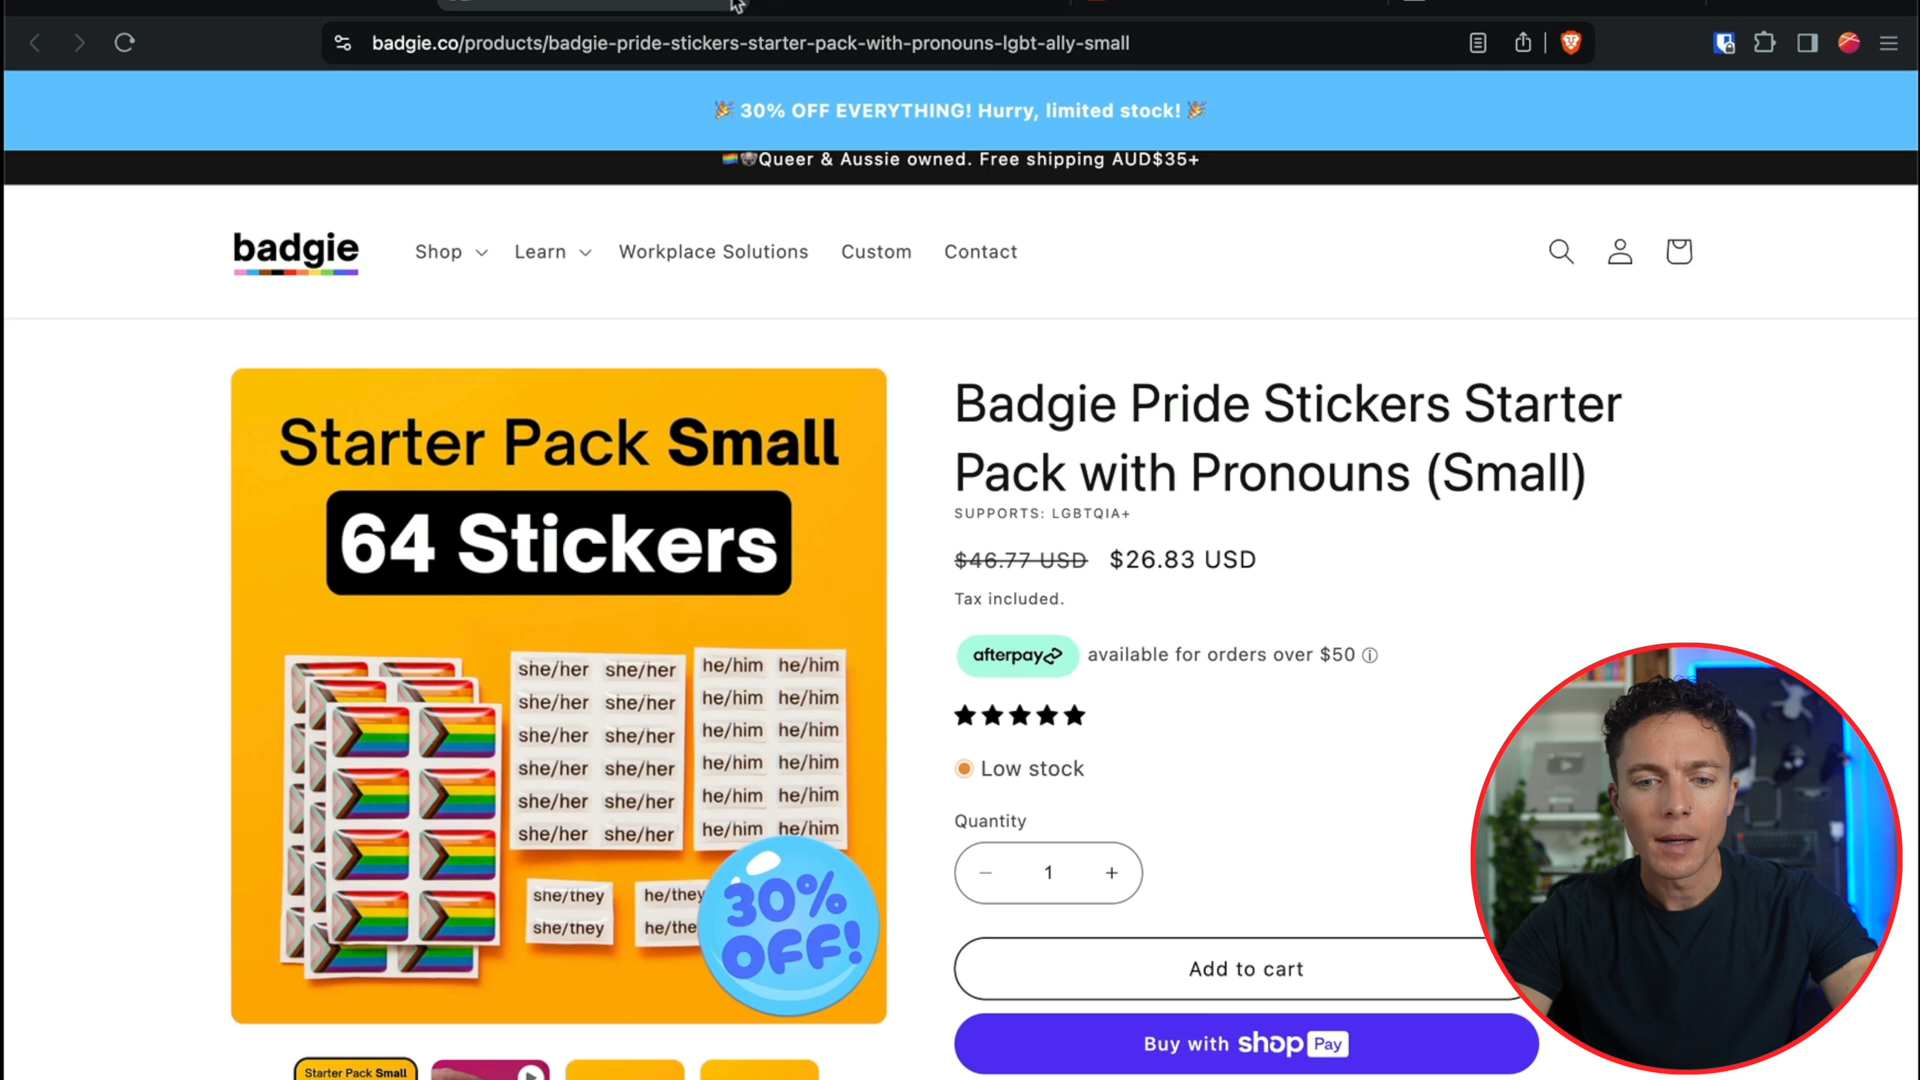 badgie.co/products/badgie-pride-stickers-starter-pack-with-pronouns-lgbt-ally-small
🎉 30% OFF EVERYTHING! Hurry, limited stock! 🎉
🏳️‍🌈🐨Queer & Aussie owned. Free shipping AUD$35+
badgie
Shop Learn Workplace Solutions Custom Contact
Starter Pack Small
64 Stickers
she/her she/her
she/her she/her
she/her she/her
she/her she/her
she/her she/her
she/her she/her
he/him he/him
he/him he/him
he/him he/him
he/him he/him
he/him he/him
he/him he/him
she/they
she/they
he/they
he/the
30%
OFF!
Starter Pack Small
Badgie Pride Stickers Starter
Pack with Pronouns (Small)
SUPPORTS: LGBTQIA+
$46.77 USD $26.83 USD
Tax included.
afterpay available for orders over $50
Low stock
Quantity
− 1 +
Add to cart
Buy with shop Pay